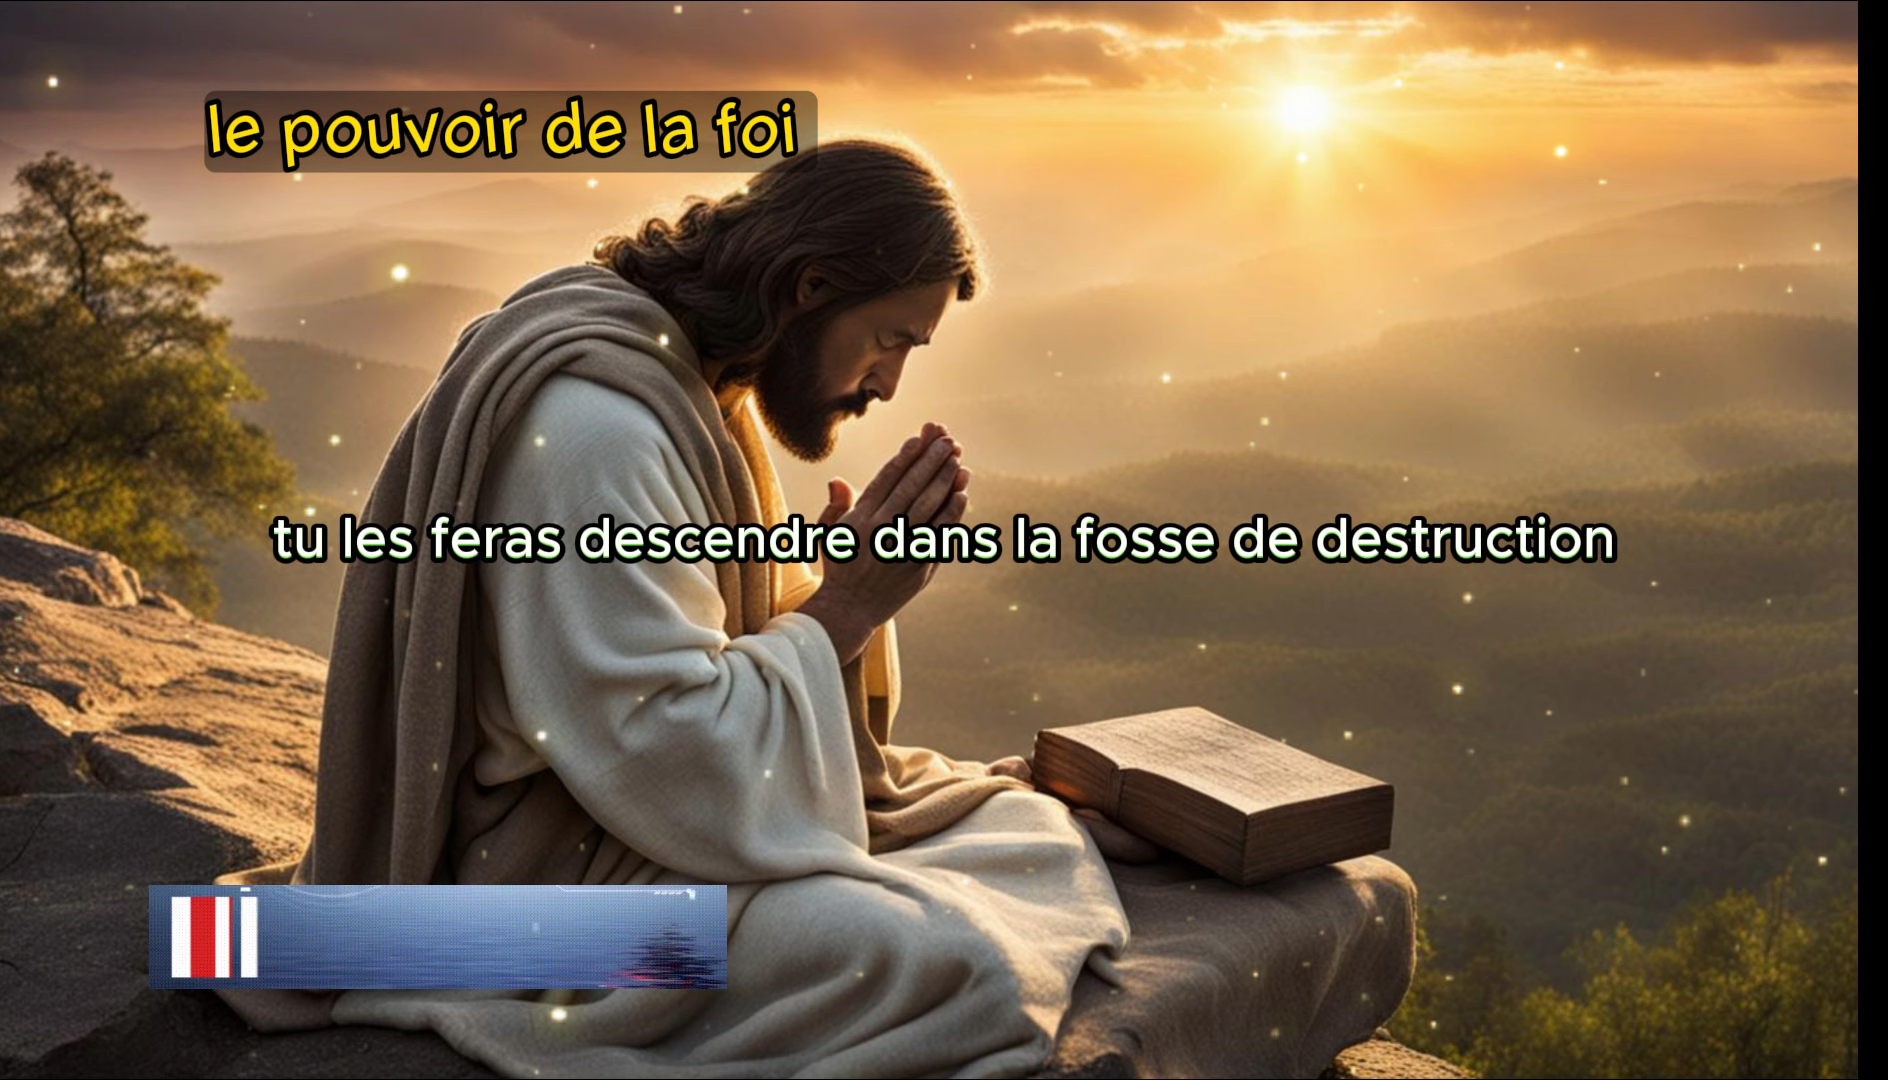 le pouvoir de la foi
tu les feras descendre dans la fosse de destruction